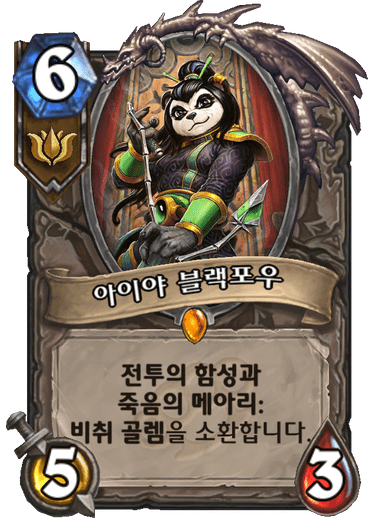 6
아이야 블랙포우
전투의 함성과
죽음의 메아리:
비취 골렘을 소환합니다.
5
3